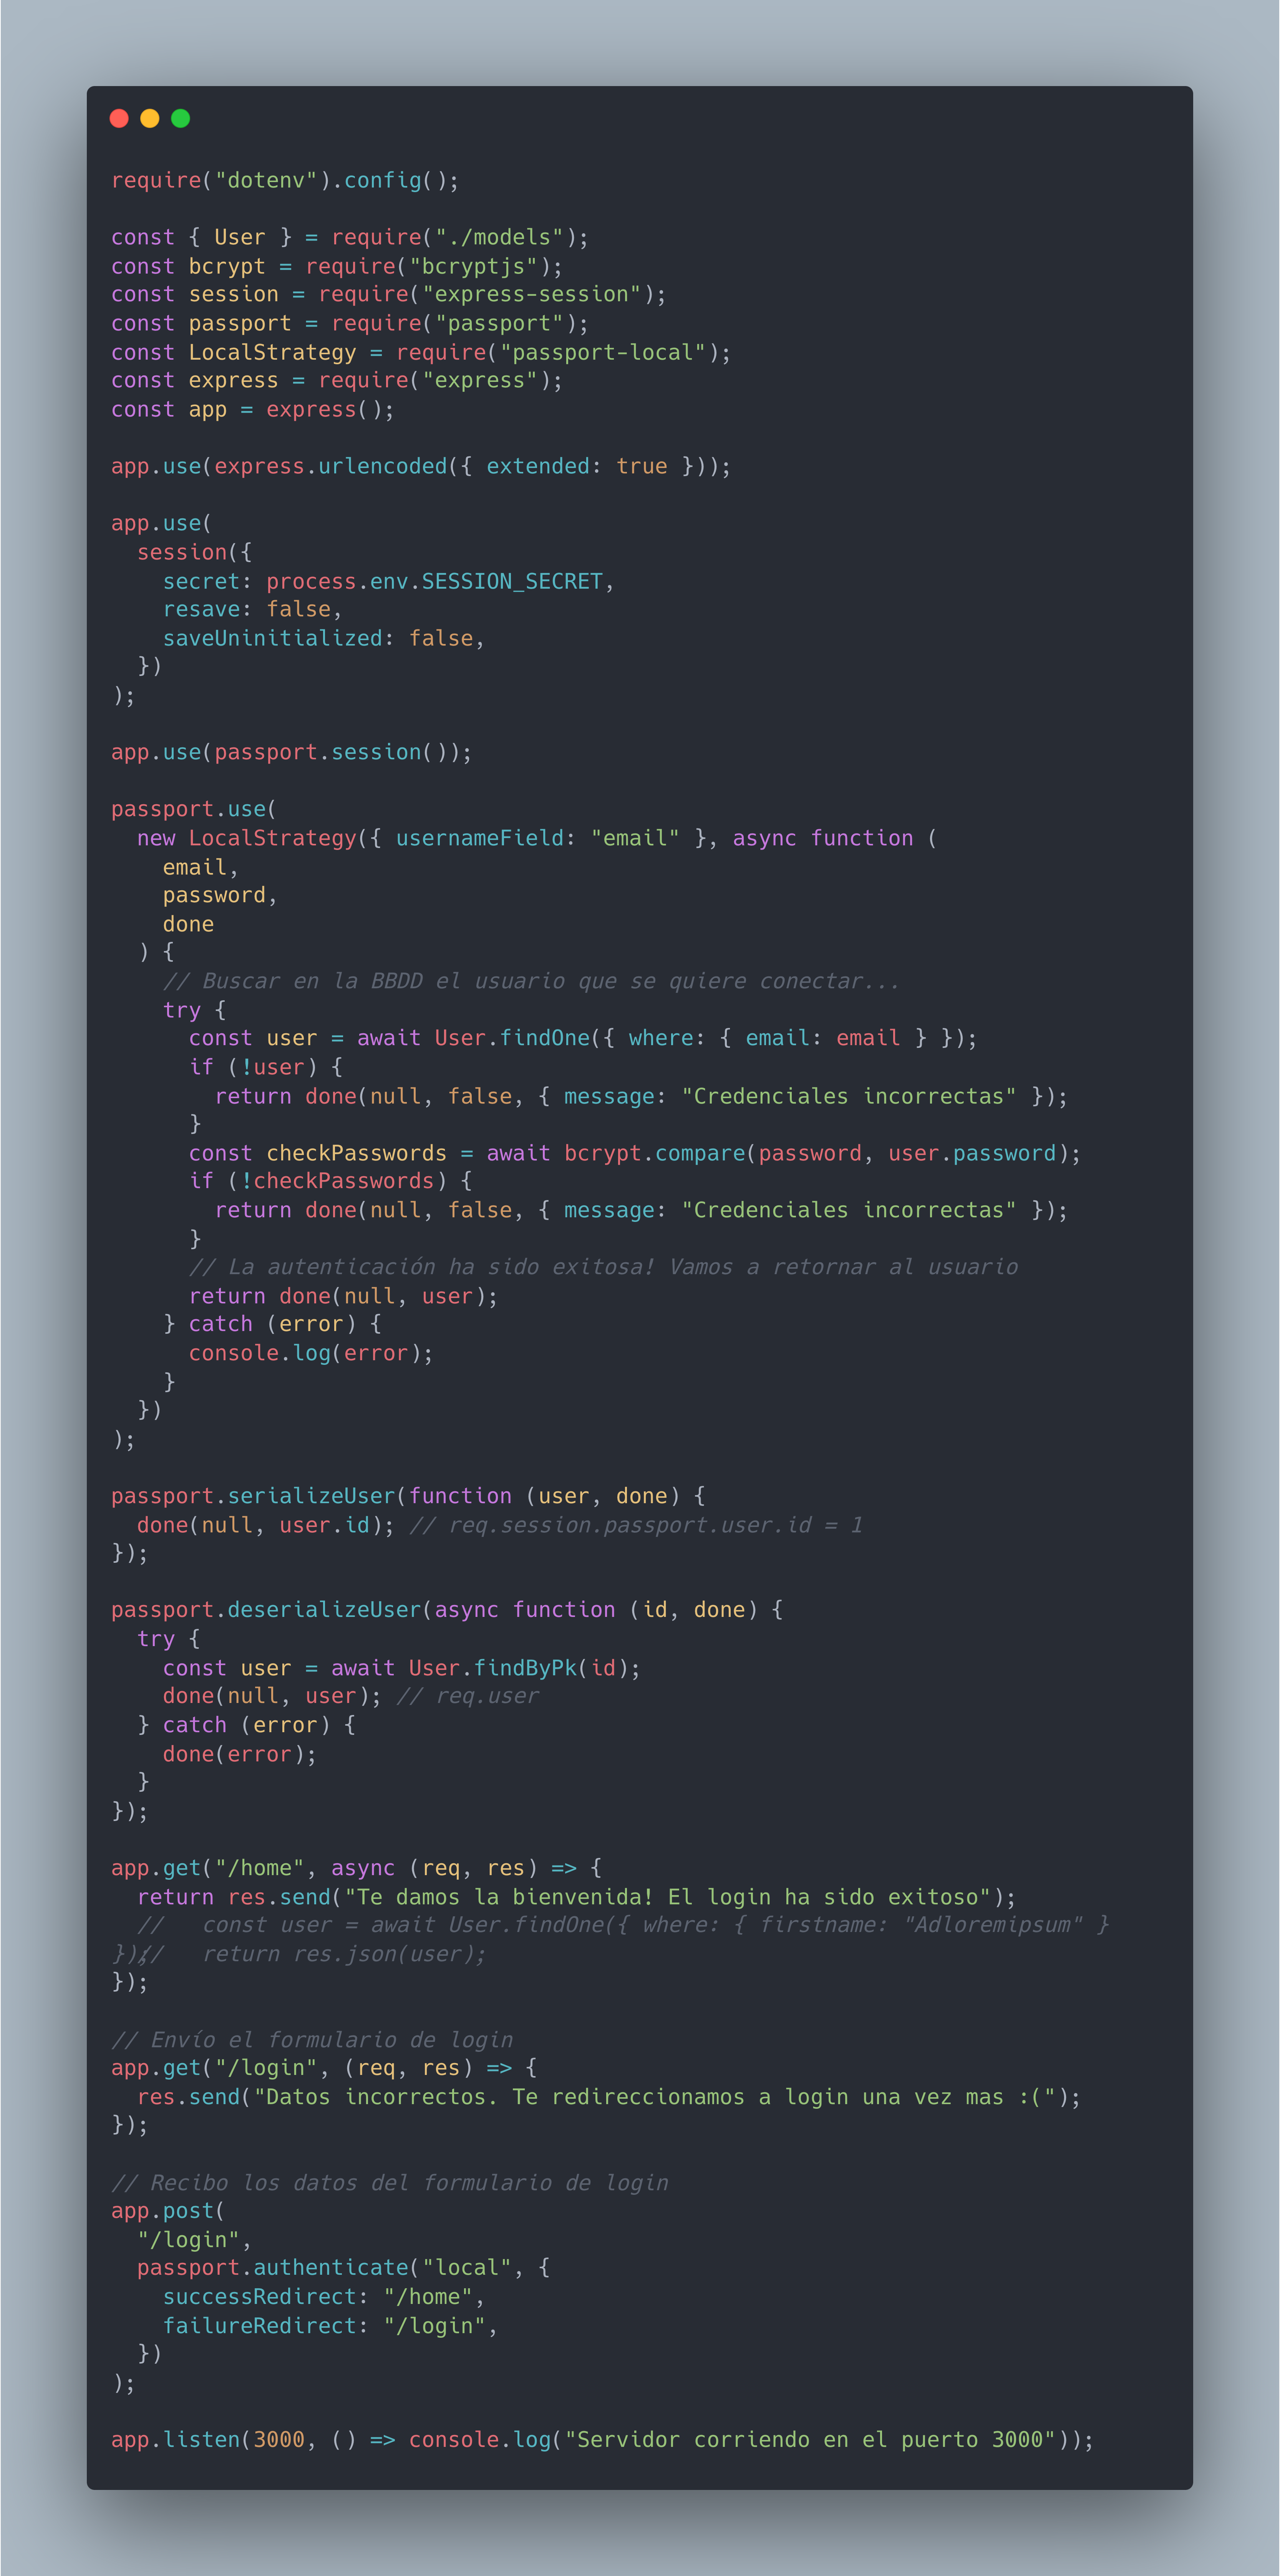 require("dotenv").config();

const { User } = require("./models");
const bcrypt = require("bcryptjs");
const session = require("express-session");
const passport = require("passport");
const LocalStrategy = require("passport-local");
const express = require("express");
const app = express();

app.use(express.urlencoded({ extended: true }));

app.use(
  session({
    secret: process.env.SESSION_SECRET,
    resave: false,
    saveUninitialized: false,
  })
);

app.use(passport.session());

passport.use(
  new LocalStrategy({ usernameField: "email" }, async function (
    email,
    password,
    done
  ) {
    // Buscar en la BBDD el usuario que se quiere conectar...
    try {
      const user = await User.findOne({ where: { email: email } });
      if (!user) {
        return done(null, false, { message: "Credenciales incorrectas" });
      }
      const checkPasswords = await bcrypt.compare(password, user.password);
      if (!checkPasswords) {
        return done(null, false, { message: "Credenciales incorrectas" });
      }
      // La autenticación ha sido exitosa! Vamos a retornar al usuario
      return done(null, user);
    } catch (error) {
      console.log(error);
    }
  })
);

passport.serializeUser(function (user, done) {
  done(null, user.id); // req.session.passport.user.id = 1
});

passport.deserializeUser(async function (id, done) {
  try {
    const user = await User.findByPk(id);
    done(null, user); // req.user
  } catch (error) {
    done(error);
  }
});

app.get("/home", async (req, res) => {
  return res.send("Te damos la bienvenida! El login ha sido exitoso");
  //   const user = await User.findOne({ where: { firstname: "Adloremipsum" }
});//   return res.json(user);
});

// Envío el formulario de login
app.get("/login", (req, res) => {
  res.send("Datos incorrectos. Te redireccionamos a login una vez mas :(");
});

// Recibo los datos del formulario de login
app.post(
  "/login",
  passport.authenticate("local", {
    successRedirect: "/home",
    failureRedirect: "/login",
  })
);

app.listen(3000, () => console.log("Servidor corriendo en el puerto 3000"));